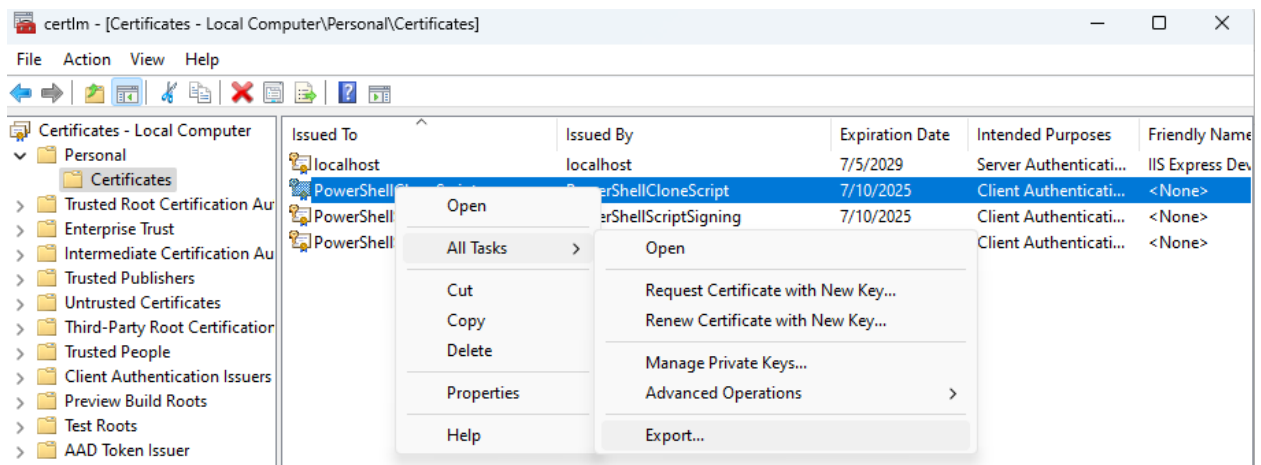 certlm - [Certificates - Local Computer\Personal\Certificates]
File Action View Help
Certificates - Local Computer
Personal
Certificates
Trusted Root Certification Au
Enterprise Trust
Intermediate Certification Au
Trusted Publishers
Untrusted Certificates
Third-Party Root Certification
Trusted People
Client Authentication Issuers
Preview Build Roots
Test Roots
AAD Token Issuer
Issued To Issued By Expiration Date Intended Purposes Friendly Name
localhost localhost 7/5/2029 Server Authenticati... IIS Express Dev
PowerShellCloneScript PowerShellCloneScript 7/10/2025 Client Authenticati... <None>
PowerShell erShellScriptSigning 7/10/2025 Client Authenticati... <None>
PowerShell Client Authenticati... <None>
Open
All Tasks
Cut
Copy
Delete
Properties
Help
Open
Request Certificate with New Key...
Renew Certificate with New Key...
Manage Private Keys...
Advanced Operations
Export...